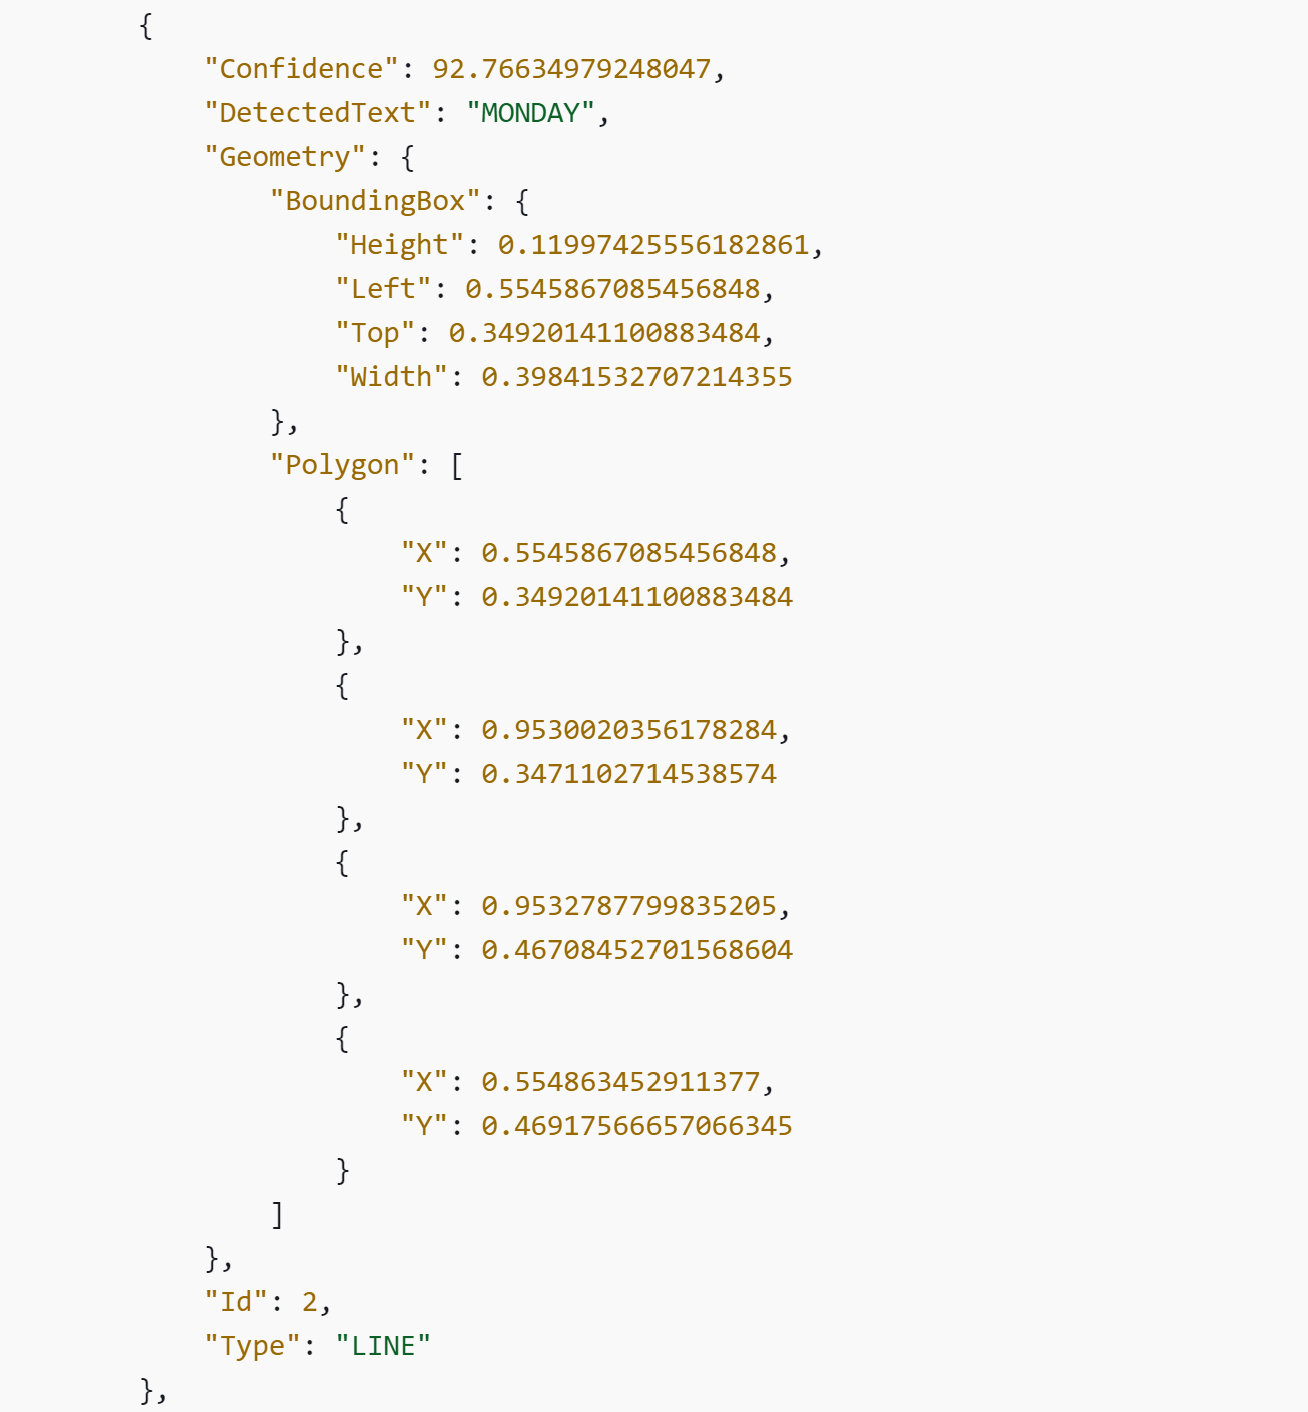 {
"Confidence": 92.76634979248047,
"DetectedText": "MONDAY",
"Geometry": {
"BoundingBox": {
"Height": 0.11997425556182861,
"Left": 0.5545867085456848,
"Top": 0.34920141100883484,
"Width": 0.39841532707214355
},
"Polygon": [
{
"X": 0.5545867085456848,
"Y": 0.34920141100883484
},
{
"X": 0.9530020356178284,
"Y": 0.3471102714538574
},
{
"X": 0.9532787799835205,
"Y": 0.46708452701568604
},
{
"X": 0.554863452911377,
"Y": 0.46917566657066345
}
]
},
"Id": 2,
"Type": "LINE"
},